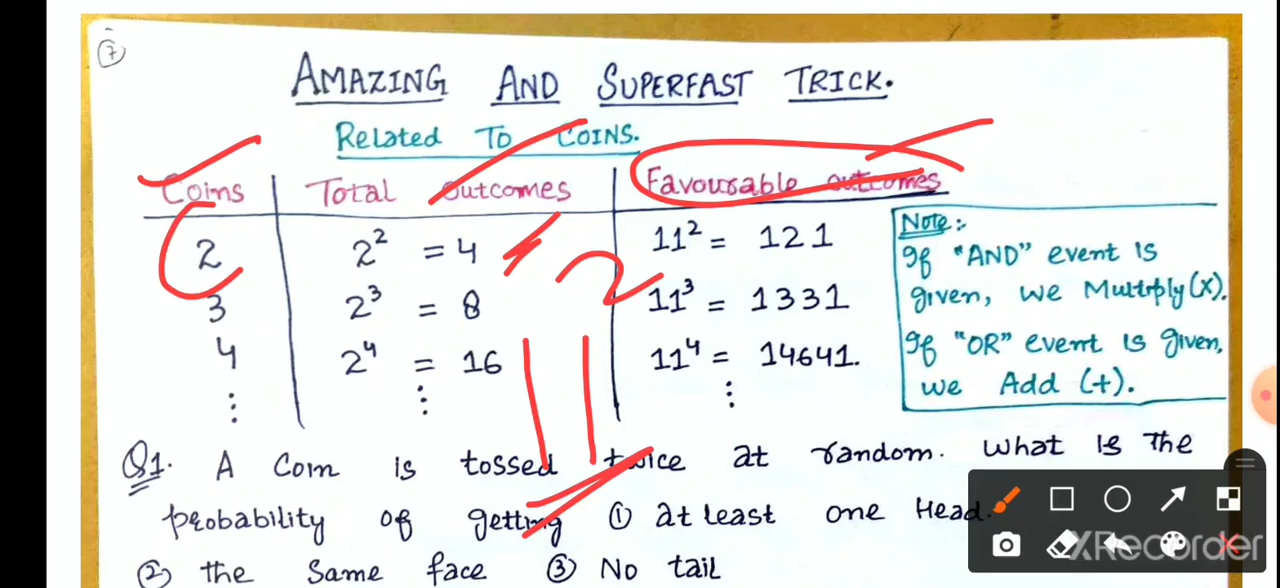 7
AMAZING AND SUPERFAST TRICK.
RELATED TO COINS.
Coins Total outcomes Favourable outcomes
2 2² = 4 11² = 121
3 2³ = 8 11³ = 1331
4 2⁴ = 16 11⁴ = 14641.
⋮ ⋮ ⋮
Note:-
If "AND" event is
given, we Multiply (x).
If "OR" event is given,
we Add (+).
112
Q1. A Coin is tossed twice at random. What is the
probability of getting ① at least one Head.
② the same face ③ No tail
XRecorder